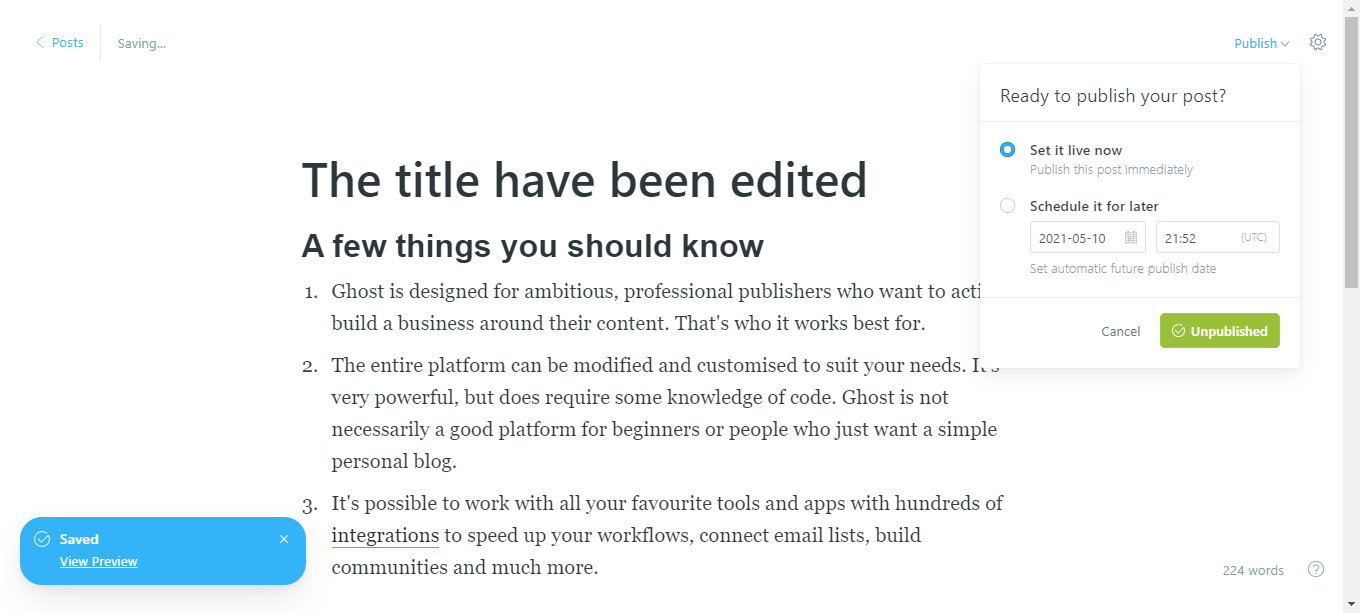 Posts
Saving...
Publish
Ready to publish your post?
Set it live now
Publish this post immediately
Schedule it for later
2021-05-10
21:52 (UTC)
Set automatic future publish date
Cancel
Unpublished
The title have been edited
A few things you should know
1. Ghost is designed for ambitious, professional publishers who want to acti
build a business around their content. That's who it works best for.
2. The entire platform can be modified and customised to suit your needs. It's
very powerful, but does require some knowledge of code. Ghost is not
necessarily a good platform for beginners or people who just want a simple
personal blog.
3. It's possible to work with all your favourite tools and apps with hundreds of
integrations to speed up your workflows, connect email lists, build
communities and much more.
Saved
View Preview
224 words